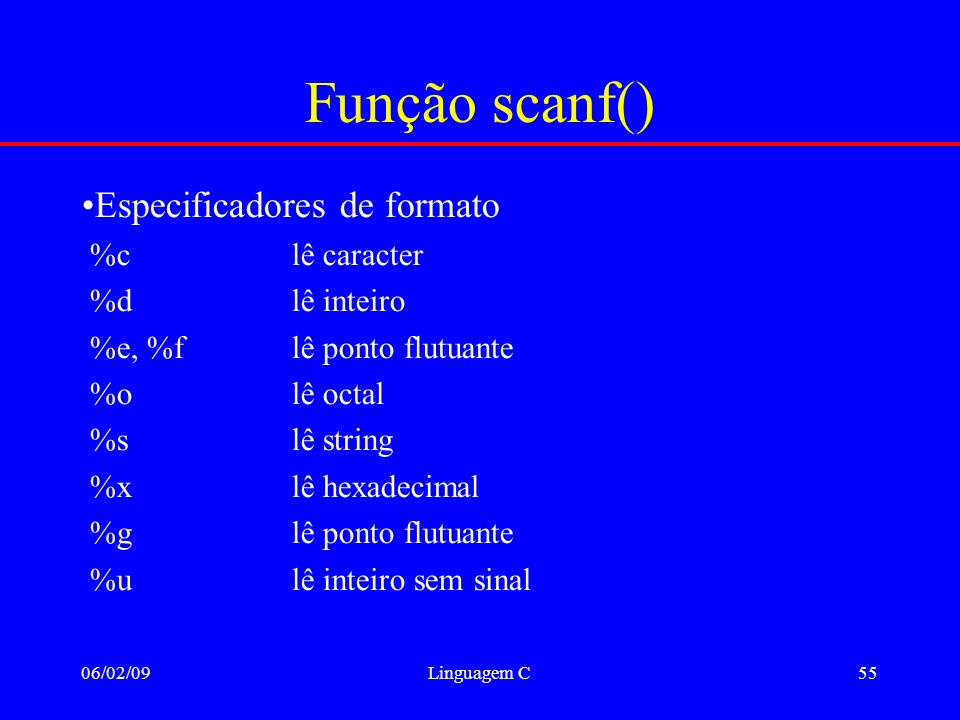 Função scanf()
•Especificadores de formato
%c lê caracter
%d lê inteiro
%e, %f lê ponto flutuante
%o lê octal
%s lê string
%x lê hexadecimal
%g lê ponto flutuante
%u lê inteiro sem sinal
06/02/09 Linguagem C 55